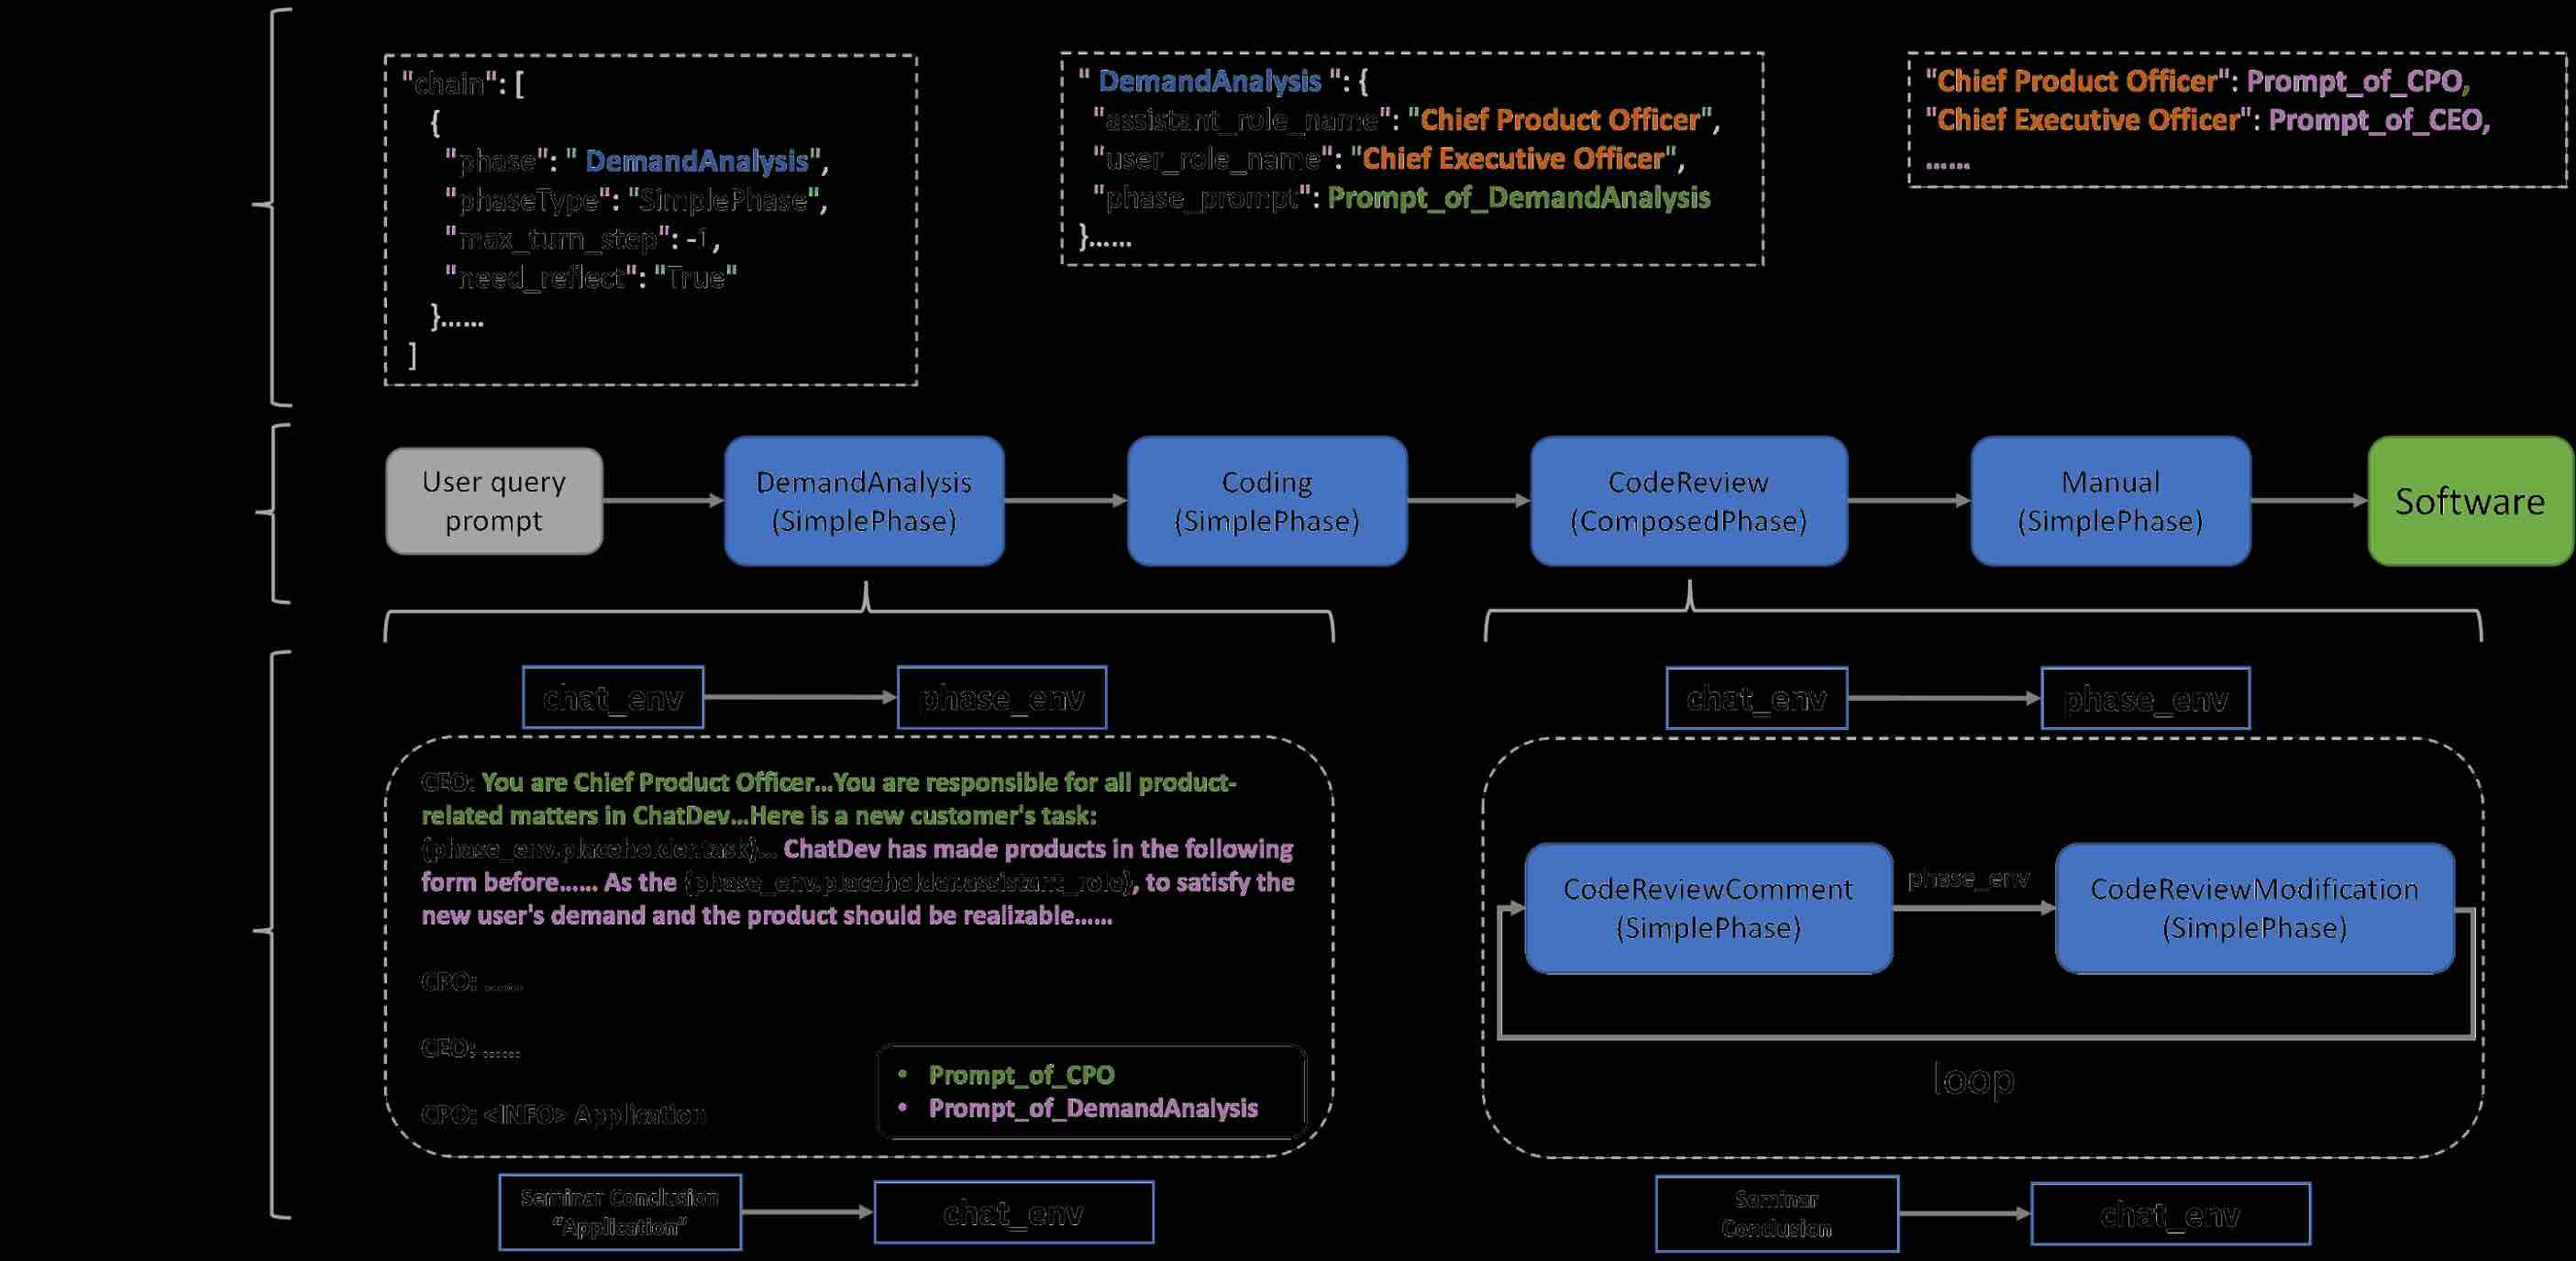 "chain": [
{
"phase": " DemandAnalysis",
"phaseType": "SimplePhase",
"max_turn_step": -1,
"need_reflect": "True"
}......
]
" DemandAnalysis ": {
"assistant_role_name": "Chief Product Officer",
"user_role_name": "Chief Executive Officer",
"phase_prompt": Prompt_of_DemandAnalysis
}......
"Chief Product Officer": Prompt_of_CPO,
"Chief Executive Officer": Prompt_of_CEO,
......
User query
prompt
DemandAnalysis
(SimplePhase)
Coding
(SimplePhase)
CodeReview
(ComposedPhase)
Manual
(SimplePhase)
Software
chat_env
phase_env
CEO: You are Chief Product Officer...You are responsible for all product-
related matters in ChatDev...Here is a new customer's task:
{phase_env.placeholder.task}... ChatDev has made products in the following
form before...... As the {phase_env.placeholder.assistant_role}, to satisfy the
new user's demand and the product should be realizable......
CPO: ......
CEO: ......
CPO: <INFO> Application
• Prompt_of_CPO
• Prompt_of_DemandAnalysis
Seminar Conclusion
"Application"
chat_env
chat_env
phase_env
CodeReviewComment
(SimplePhase)
phase_env
CodeReviewModification
(SimplePhase)
loop
Seminar
Conclusion
chat_env